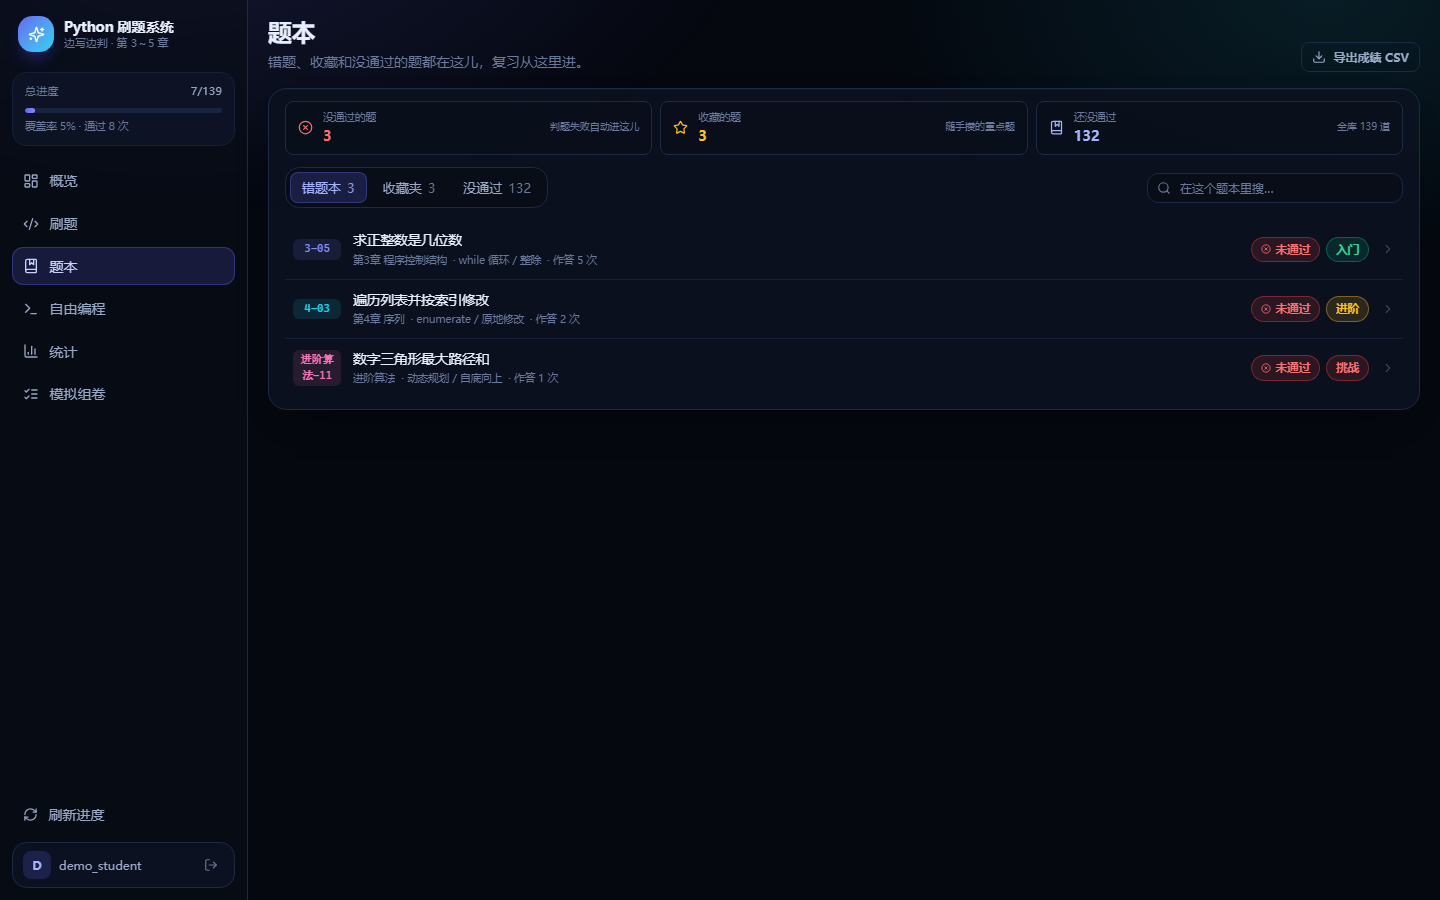 Python 刷题系统
边写边判 · 第 3 ~ 5 章
总进度 7/139
覆盖率 5% · 通过 8 次
概览
刷题
题本
自由编程
统计
模拟组卷
刷新进度
D demo_student
题本
错题、收藏和没通过的题都在这儿，复习从这里进。
导出成绩 CSV
没通过的题
3
判题失败自动进这儿
收藏的题
3
随手攒的重点题
还没通过
132
全库 139 道
错题本 3 收藏夹 3 没通过 132
在这个题本里搜...
3-05
求正整数是几位数
第3章 程序控制结构 · while 循环 / 整除 · 作答 5 次
未通过 入门
4-03
遍历列表并按索引修改
第4章 序列 · enumerate / 原地修改 · 作答 2 次
未通过 进阶
进阶算
法-11
数字三角形最大路径和
进阶算法 · 动态规划 / 自底向上 · 作答 1 次
未通过 挑战